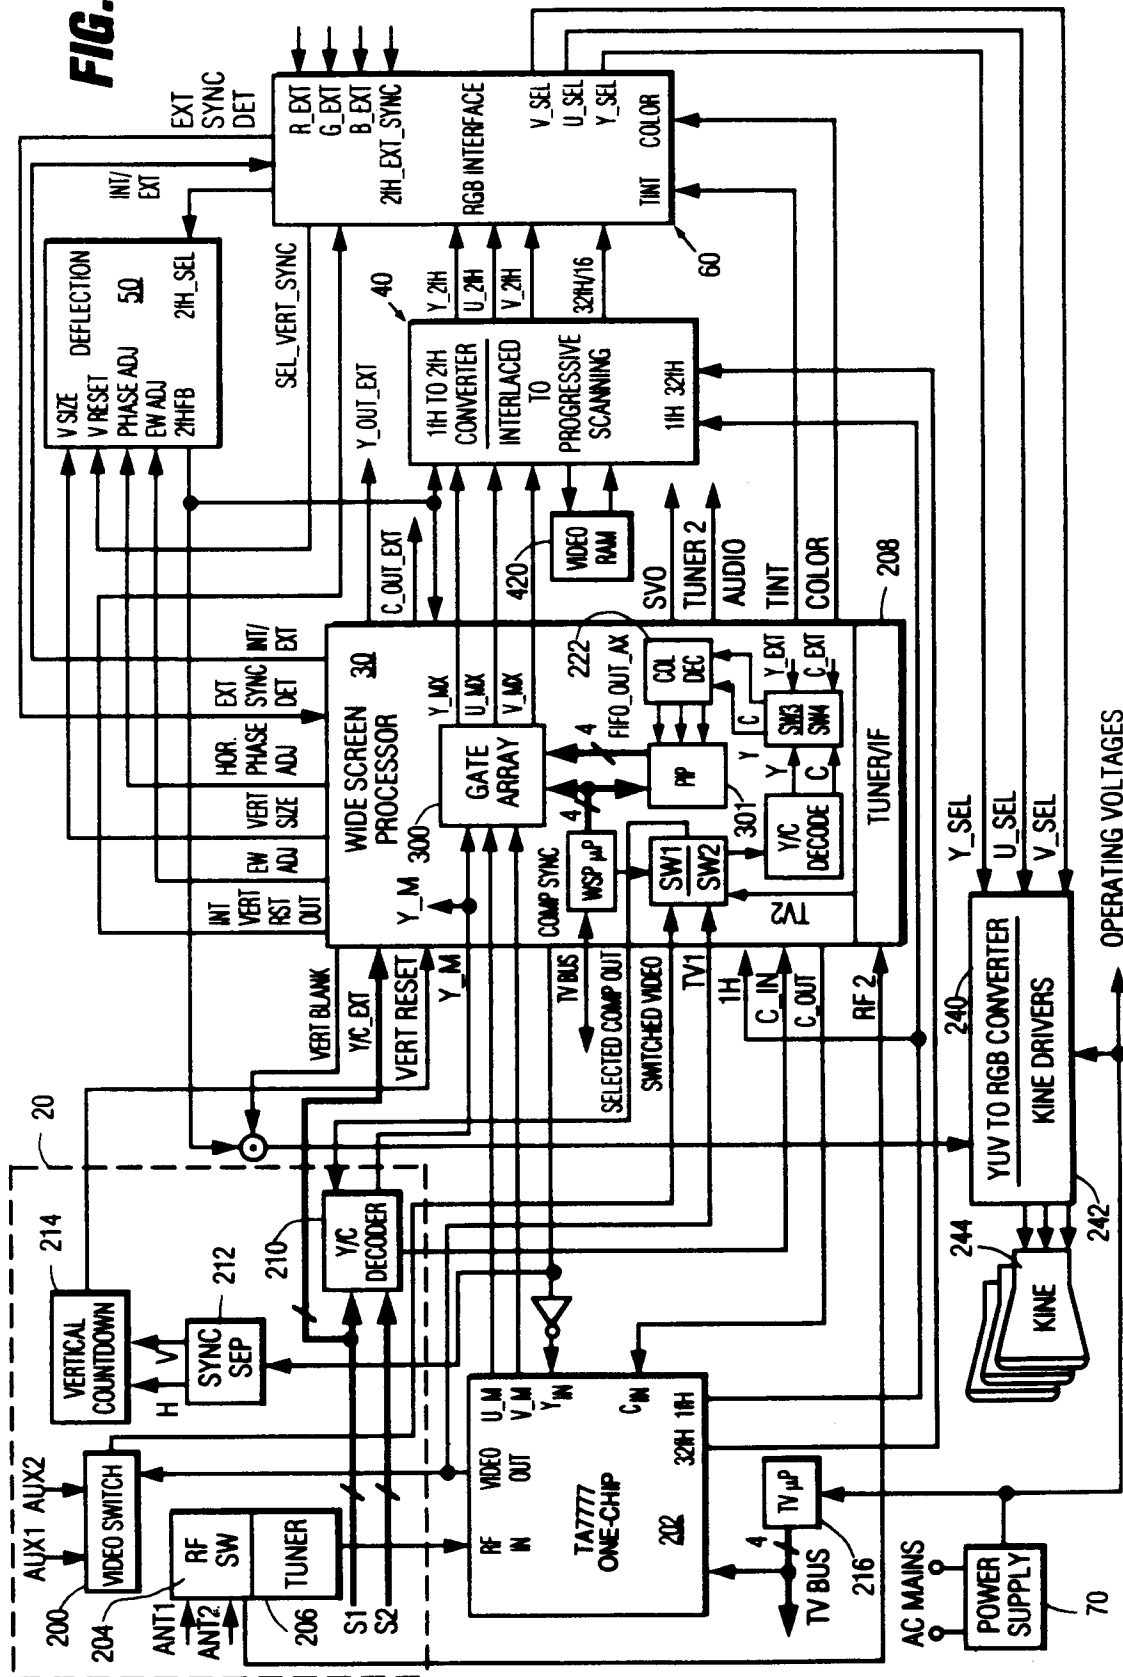 FIG.
EXT
SYNC
DET
INT/
EXT
R_EXT
G_EXT
B_EXT
2fH_EXT_SYNC
RGB INTERFACE
V_SEL
U_SEL
Y_SEL
TINT
COLOR
60
V SIZE
V RESET
PHASE ADJ
EW ADJ
2fHFB
DEFLECTION
50
2fH_SEL
SEL_VERT_SYNC
Y_2fH
U_2fH
V_2fH
32fH/16
40
1fH TO 2fH
CONVERTER
INTERLACED
TO
PROGRESSIVE
SCANNING
1fH 32fH
Y_OUT_EXT
C_OUT_EXT
VIDEO
RAM
420
SVO
TUNER 2
AUDIO
TINT
COLOR
208
INT
VERT
RST
OUT
EW
ADJ
VERT
SIZE
HOR.
PHASE
ADJ
EXT
SYNC
DET
INT/
EXT
WIDE SCREEN
PROCESSOR
30
Y_MX
U_MX
V_MX
GATE
ARRAY
300
Y_M
4
4
FIFO_OUT_AX
222
COL
DEC
PIP
301
Y
C
Y_EXT
C_EXT
SW3
SW4
Y
C
Y/C
DECODE
COMP SYNC
WSP µP
SW1
SW2
TV2
TUNER/IF
VERT BLANK
Y/C_EXT
VERT RESET
Y_M
TV BUS
SELECTED COMP OUT
SWITCHED VIDEO
TV1
1H
C_IN
C_OUT
RF 2
Y_SEL
U_SEL
V_SEL
OPERATING VOLTAGES
240
YUV TO RGB CONVERTER
KINE DRIVERS
242
244
KINE
20
214
VERTICAL
COUNTDOWN
H
V
212
SYNC
SEP
210
Y/C
DECODER
AUX1
AUX2
VIDEO SWITCH
200
204
RF
SW
TUNER
206
ANT1
ANT2
S1
S2
RF
IN
VIDEO
OUT
U_M
V_M
YIN
CIN
TA7777
ONE-CHIP
202
32fH 1fH
TV µP
4
TV BUS
216
AC MAINS
POWER
SUPPLY
70